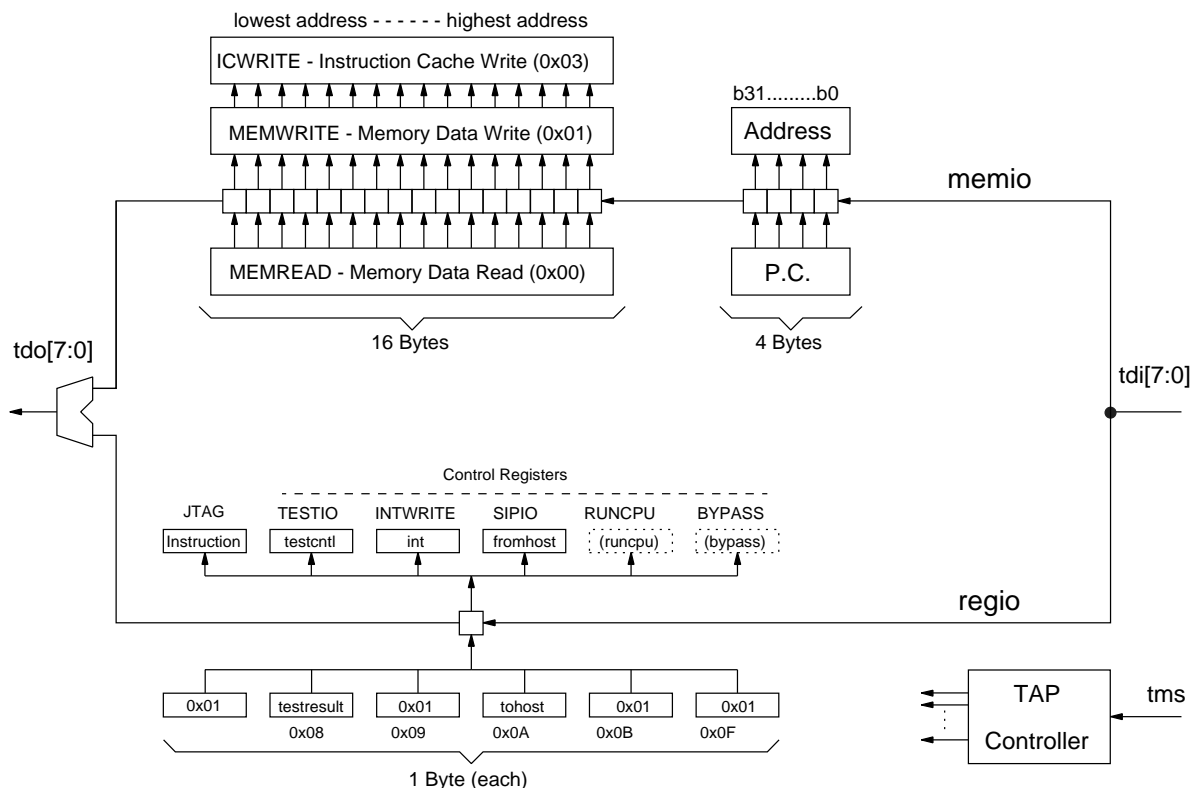 lowest address - - - - - - highest address
ICWRITE - Instruction Cache Write (0x03)
b31.........b0
MEMWRITE - Memory Data Write (0x01)
Address
memio
MEMREAD - Memory Data Read (0x00)
P.C.
16 Bytes
4 Bytes
tdo[7:0]
tdi[7:0]
Control Registers
JTAG TESTIO INTWRITE SIPIO RUNCPU BYPASS
Instruction testcntl int fromhost (runcpu) (bypass)
regio
0x01 testresult 0x01 tohost 0x01 0x01
0x08 0x09 0x0A 0x0B 0x0F
TAP
Controller
tms
1 Byte (each)